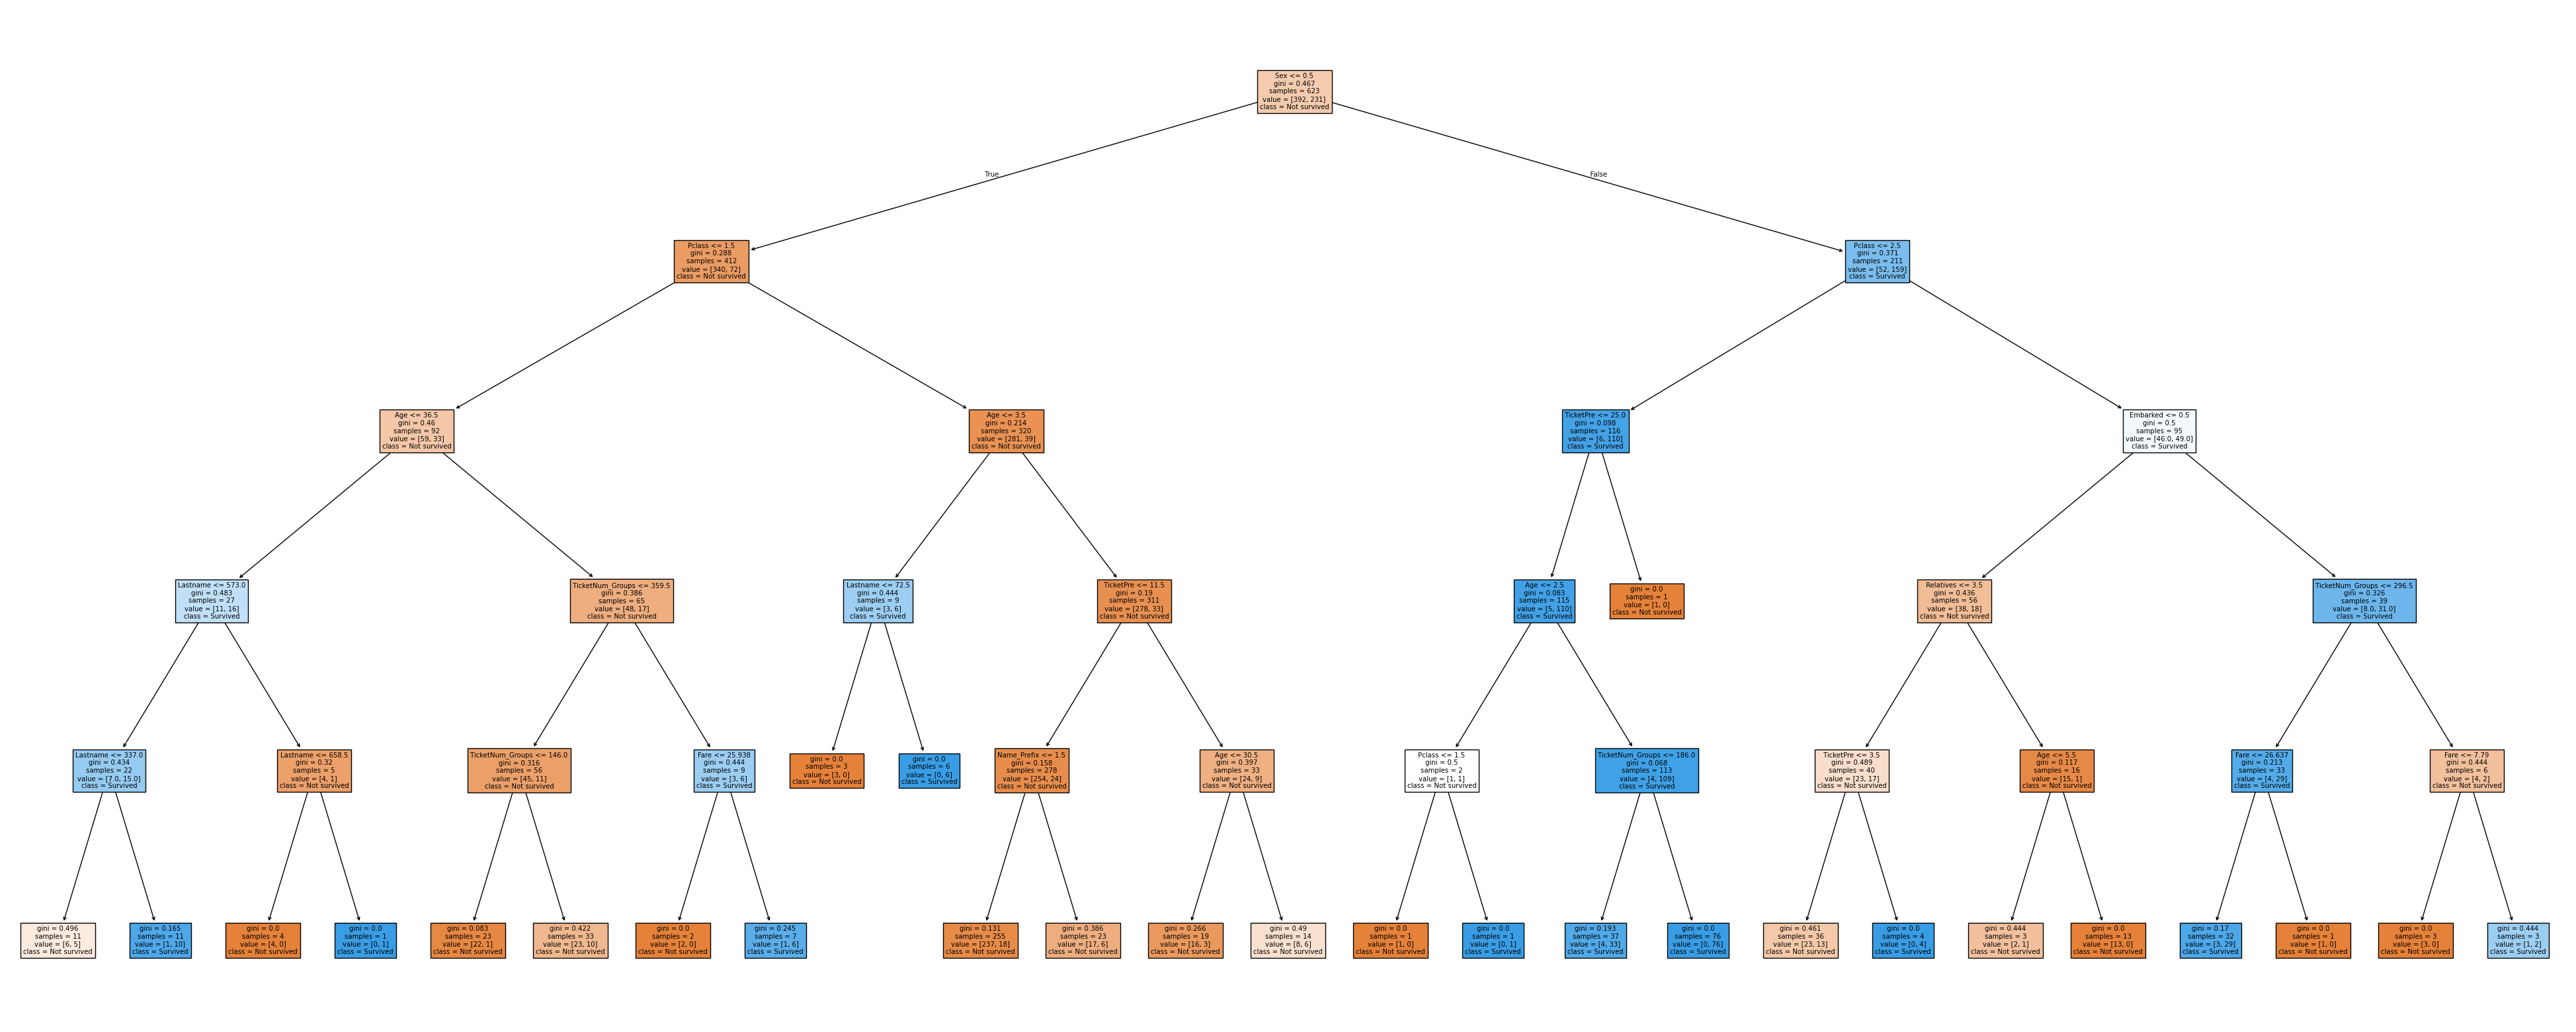 Sex <= 0.5
gini = 0.467
samples = 623
value = [392, 231]
class = Not survived
True
False
Pclass <= 1.5
gini = 0.288
samples = 412
value = [340, 72]
class = Not survived
Pclass <= 2.5
gini = 0.371
samples = 211
value = [52, 159]
class = Survived
Age <= 36.5
gini = 0.46
samples = 92
value = [59, 33]
class = Not survived
Age <= 3.5
gini = 0.214
samples = 320
value = [281, 39]
class = Not survived
TicketPre <= 25.0
gini = 0.098
samples = 116
value = [6, 110]
class = Survived
Embarked <= 0.5
gini = 0.5
samples = 95
value = [46.0, 49.0]
class = Survived
Lastname <= 573.0
gini = 0.483
samples = 27
value = [11, 16]
class = Survived
TicketNum_Groups <= 359.5
gini = 0.386
samples = 65
value = [48, 17]
class = Not survived
Lastname <= 72.5
gini = 0.444
samples = 9
value = [3, 6]
class = Survived
TicketPre <= 11.5
gini = 0.19
samples = 311
value = [278, 33]
class = Not survived
Age <= 2.5
gini = 0.083
samples = 115
value = [5, 110]
class = Survived
gini = 0.0
samples = 1
value = [1, 0]
class = Not survived
Relatives <= 3.5
gini = 0.436
samples = 56
value = [38, 18]
class = Not survived
TicketNum_Groups <= 296.5
gini = 0.326
samples = 39
value = [8.0, 31.0]
class = Survived
Lastname <= 337.0
gini = 0.434
samples = 22
value = [7.0, 15.0]
class = Survived
Lastname <= 658.5
gini = 0.32
samples = 5
value = [4, 1]
class = Not survived
TicketNum_Groups <= 146.0
gini = 0.316
samples = 56
value = [45, 11]
class = Not survived
Fare <= 25.938
gini = 0.444
samples = 9
value = [3, 6]
class = Survived
gini = 0.0
samples = 3
value = [3, 0]
class = Not survived
gini = 0.0
samples = 6
value = [0, 6]
class = Survived
Name_Prefix <= 1.5
gini = 0.158
samples = 278
value = [254, 24]
class = Not survived
Age <= 30.5
gini = 0.397
samples = 33
value = [24, 9]
class = Not survived
Pclass <= 1.5
gini = 0.5
samples = 2
value = [1, 1]
class = Not survived
TicketNum_Groups <= 186.0
gini = 0.068
samples = 113
value = [4, 109]
class = Survived
TicketPre <= 3.5
gini = 0.489
samples = 40
value = [23, 17]
class = Not survived
Age <= 5.5
gini = 0.117
samples = 16
value = [15, 1]
class = Not survived
Fare <= 26.637
gini = 0.213
samples = 33
value = [4, 29]
class = Survived
Fare <= 7.79
gini = 0.444
samples = 6
value = [4, 2]
class = Not survived
gini = 0.496
samples = 11
value = [6, 5]
class = Not survived
gini = 0.165
samples = 11
value = [1, 10]
class = Survived
gini = 0.0
samples = 4
value = [4, 0]
class = Not survived
gini = 0.0
samples = 1
value = [0, 1]
class = Survived
gini = 0.083
samples = 23
value = [22, 1]
class = Not survived
gini = 0.422
samples = 33
value = [23, 10]
class = Not survived
gini = 0.0
samples = 2
value = [2, 0]
class = Not survived
gini = 0.245
samples = 7
value = [1, 6]
class = Survived
gini = 0.131
samples = 255
value = [237, 18]
class = Not survived
gini = 0.386
samples = 23
value = [17, 6]
class = Not survived
gini = 0.266
samples = 19
value = [16, 3]
class = Not survived
gini = 0.49
samples = 14
value = [8, 6]
class = Not survived
gini = 0.0
samples = 1
value = [1, 0]
class = Not survived
gini = 0.0
samples = 1
value = [0, 1]
class = Survived
gini = 0.193
samples = 37
value = [4, 33]
class = Survived
gini = 0.0
samples = 76
value = [0, 76]
class = Survived
gini = 0.461
samples = 36
value = [23, 13]
class = Not survived
gini = 0.0
samples = 4
value = [0, 4]
class = Survived
gini = 0.444
samples = 3
value = [2, 1]
class = Not survived
gini = 0.0
samples = 13
value = [13, 0]
class = Not survived
gini = 0.17
samples = 32
value = [3, 29]
class = Survived
gini = 0.0
samples = 1
value = [1, 0]
class = Not survived
gini = 0.0
samples = 3
value = [3, 0]
class = Not survived
gini = 0.444
samples = 3
value = [1, 2]
class = Survived